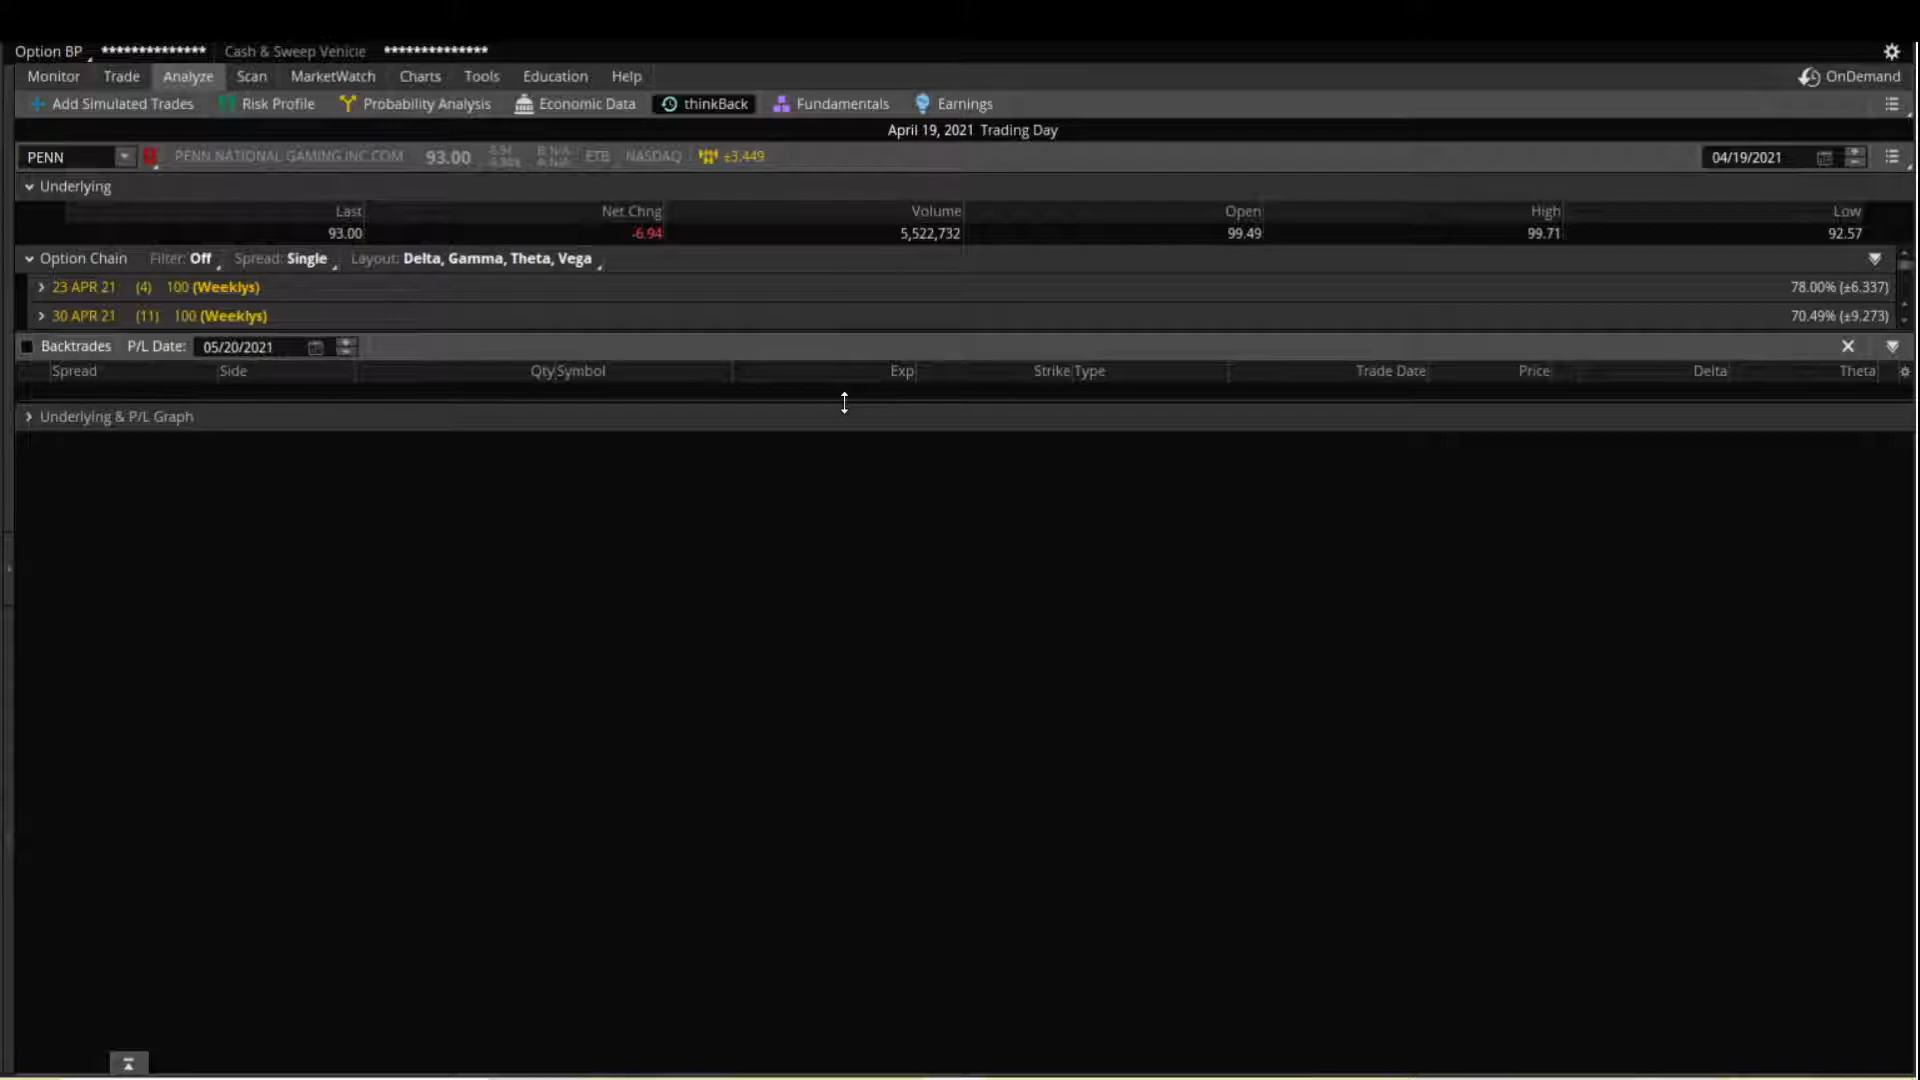 Option BP ************** Cash & Sweep Vehicle **************
Monitor Trade Analyze Scan MarketWatch Charts Tools Education Help OnDemand
Add Simulated Trades Risk Profile Probability Analysis Economic Data thinkBack Fundamentals Earnings
April 19, 2021 Trading Day
PENN PENN NATIONAL GAMING INC COM 93.00 ETB NASDAQ ±3.449 04/19/2021
Underlying
Last Net Chng Volume Open High Low
93.00 -6.94 5,522,732 99.49 99.71 92.57
Option Chain Filter: Off Spread: Single Layout: Delta, Gamma, Theta, Vega
23 APR 21 (4) 100 (Weeklys) 78.00% (±6.337)
30 APR 21 (11) 100 (Weeklys) 70.49% (±9.273)
Backtrades P/L Date: 05/20/2021
Spread Side Qty Symbol Exp Strike Type Trade Date Price Delta Theta
Underlying & P/L Graph